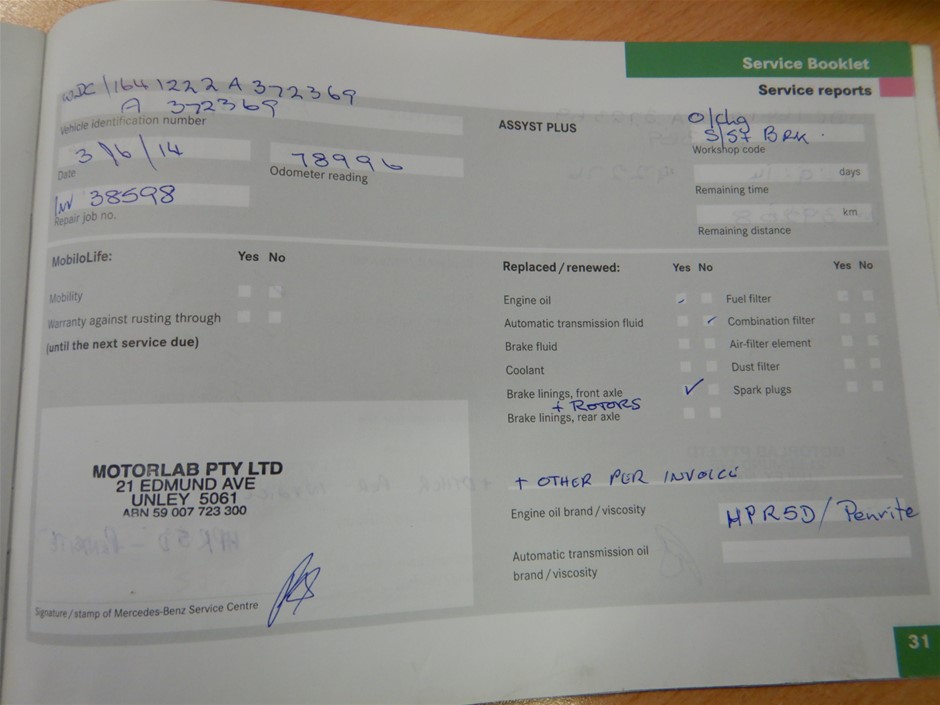 Service Booklet
Service reports
WDC/1641222A372369
A 372369
Vehicle identification number
ASSYST PLUS
O/chg
S/S7 BRK.
Workshop code
3/6/14
Date
78996
Odometer reading
days
Remaining time
INV 38598
Repair job no.
km
Remaining distance
MobiloLife: Yes No
Mobility
Warranty against rusting through
(until the next service due)
Replaced/renewed: Yes No Yes No
Engine oil Fuel filter
Automatic transmission fluid Combination filter
Brake fluid Air-filter element
Coolant Dust filter
Brake linings, front axle Spark plugs
+ ROTORS
Brake linings, rear axle
+ OTHER PER INVOICE
Engine oil brand/viscosity
HPR5D/Penrite
Automatic transmission oil
brand/viscosity
MOTORLAB PTY LTD
21 EDMUND AVE
UNLEY 5061
ABN 59 007 723 300
Signature/stamp of Mercedes-Benz Service Centre
31